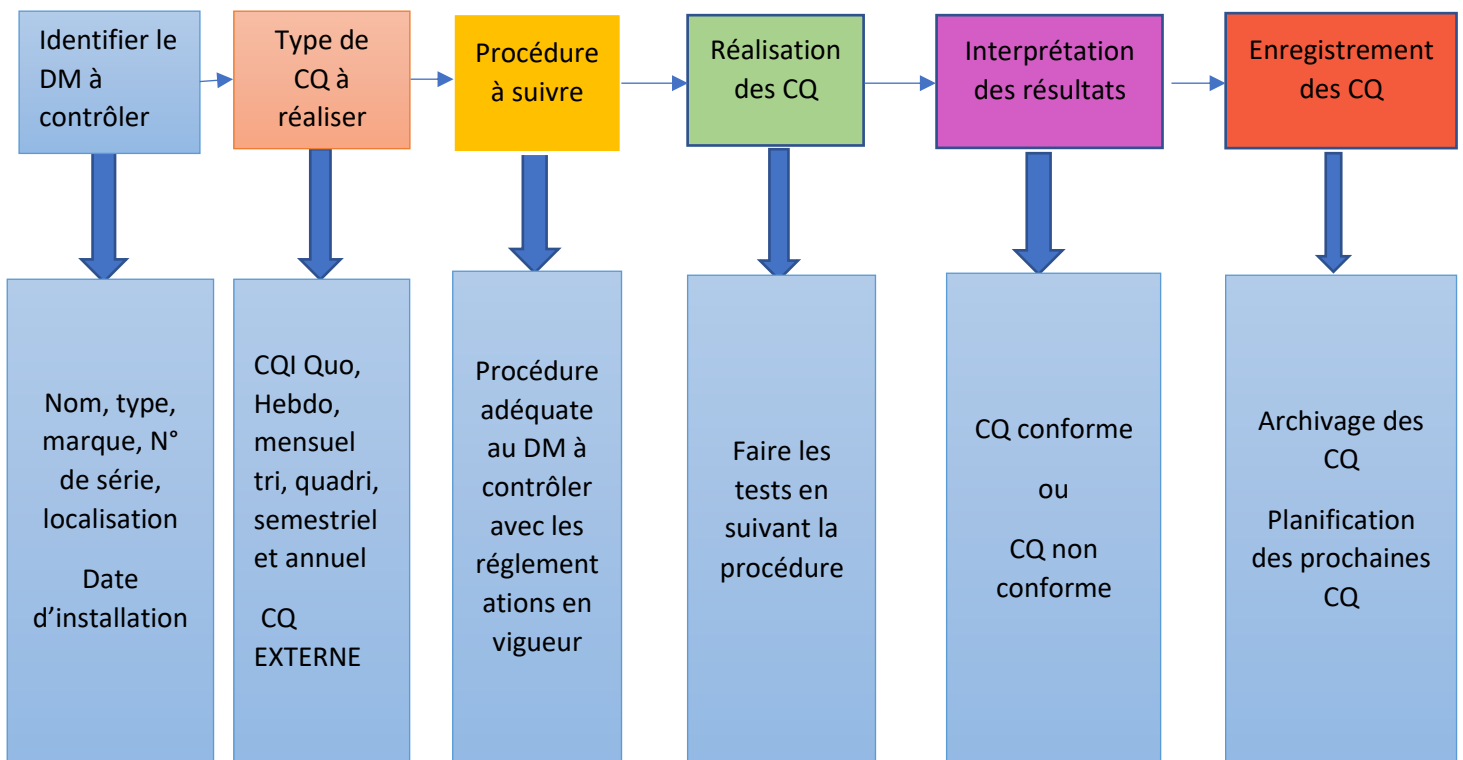 Identifier le
DM à
contrôler
Type de
CQ à
réaliser
Procédure
à suivre
Réalisation
des CQ
Interprétation
des résultats
Enregistrement
des CQ
Nom, type,
marque, N°
de série,
localisation
Date
d’installation
CQI Quo,
Hebdo,
mensuel
tri, quadri,
semestriel
et annuel
CQ
EXTERNE
Procédure
adéquate
au DM à
contrôler
avec les
réglement
ations en
vigueur
Faire les
tests en
suivant la
procédure
CQ conforme
ou
CQ non
conforme
Archivage des
CQ
Planification
des prochaines
CQ